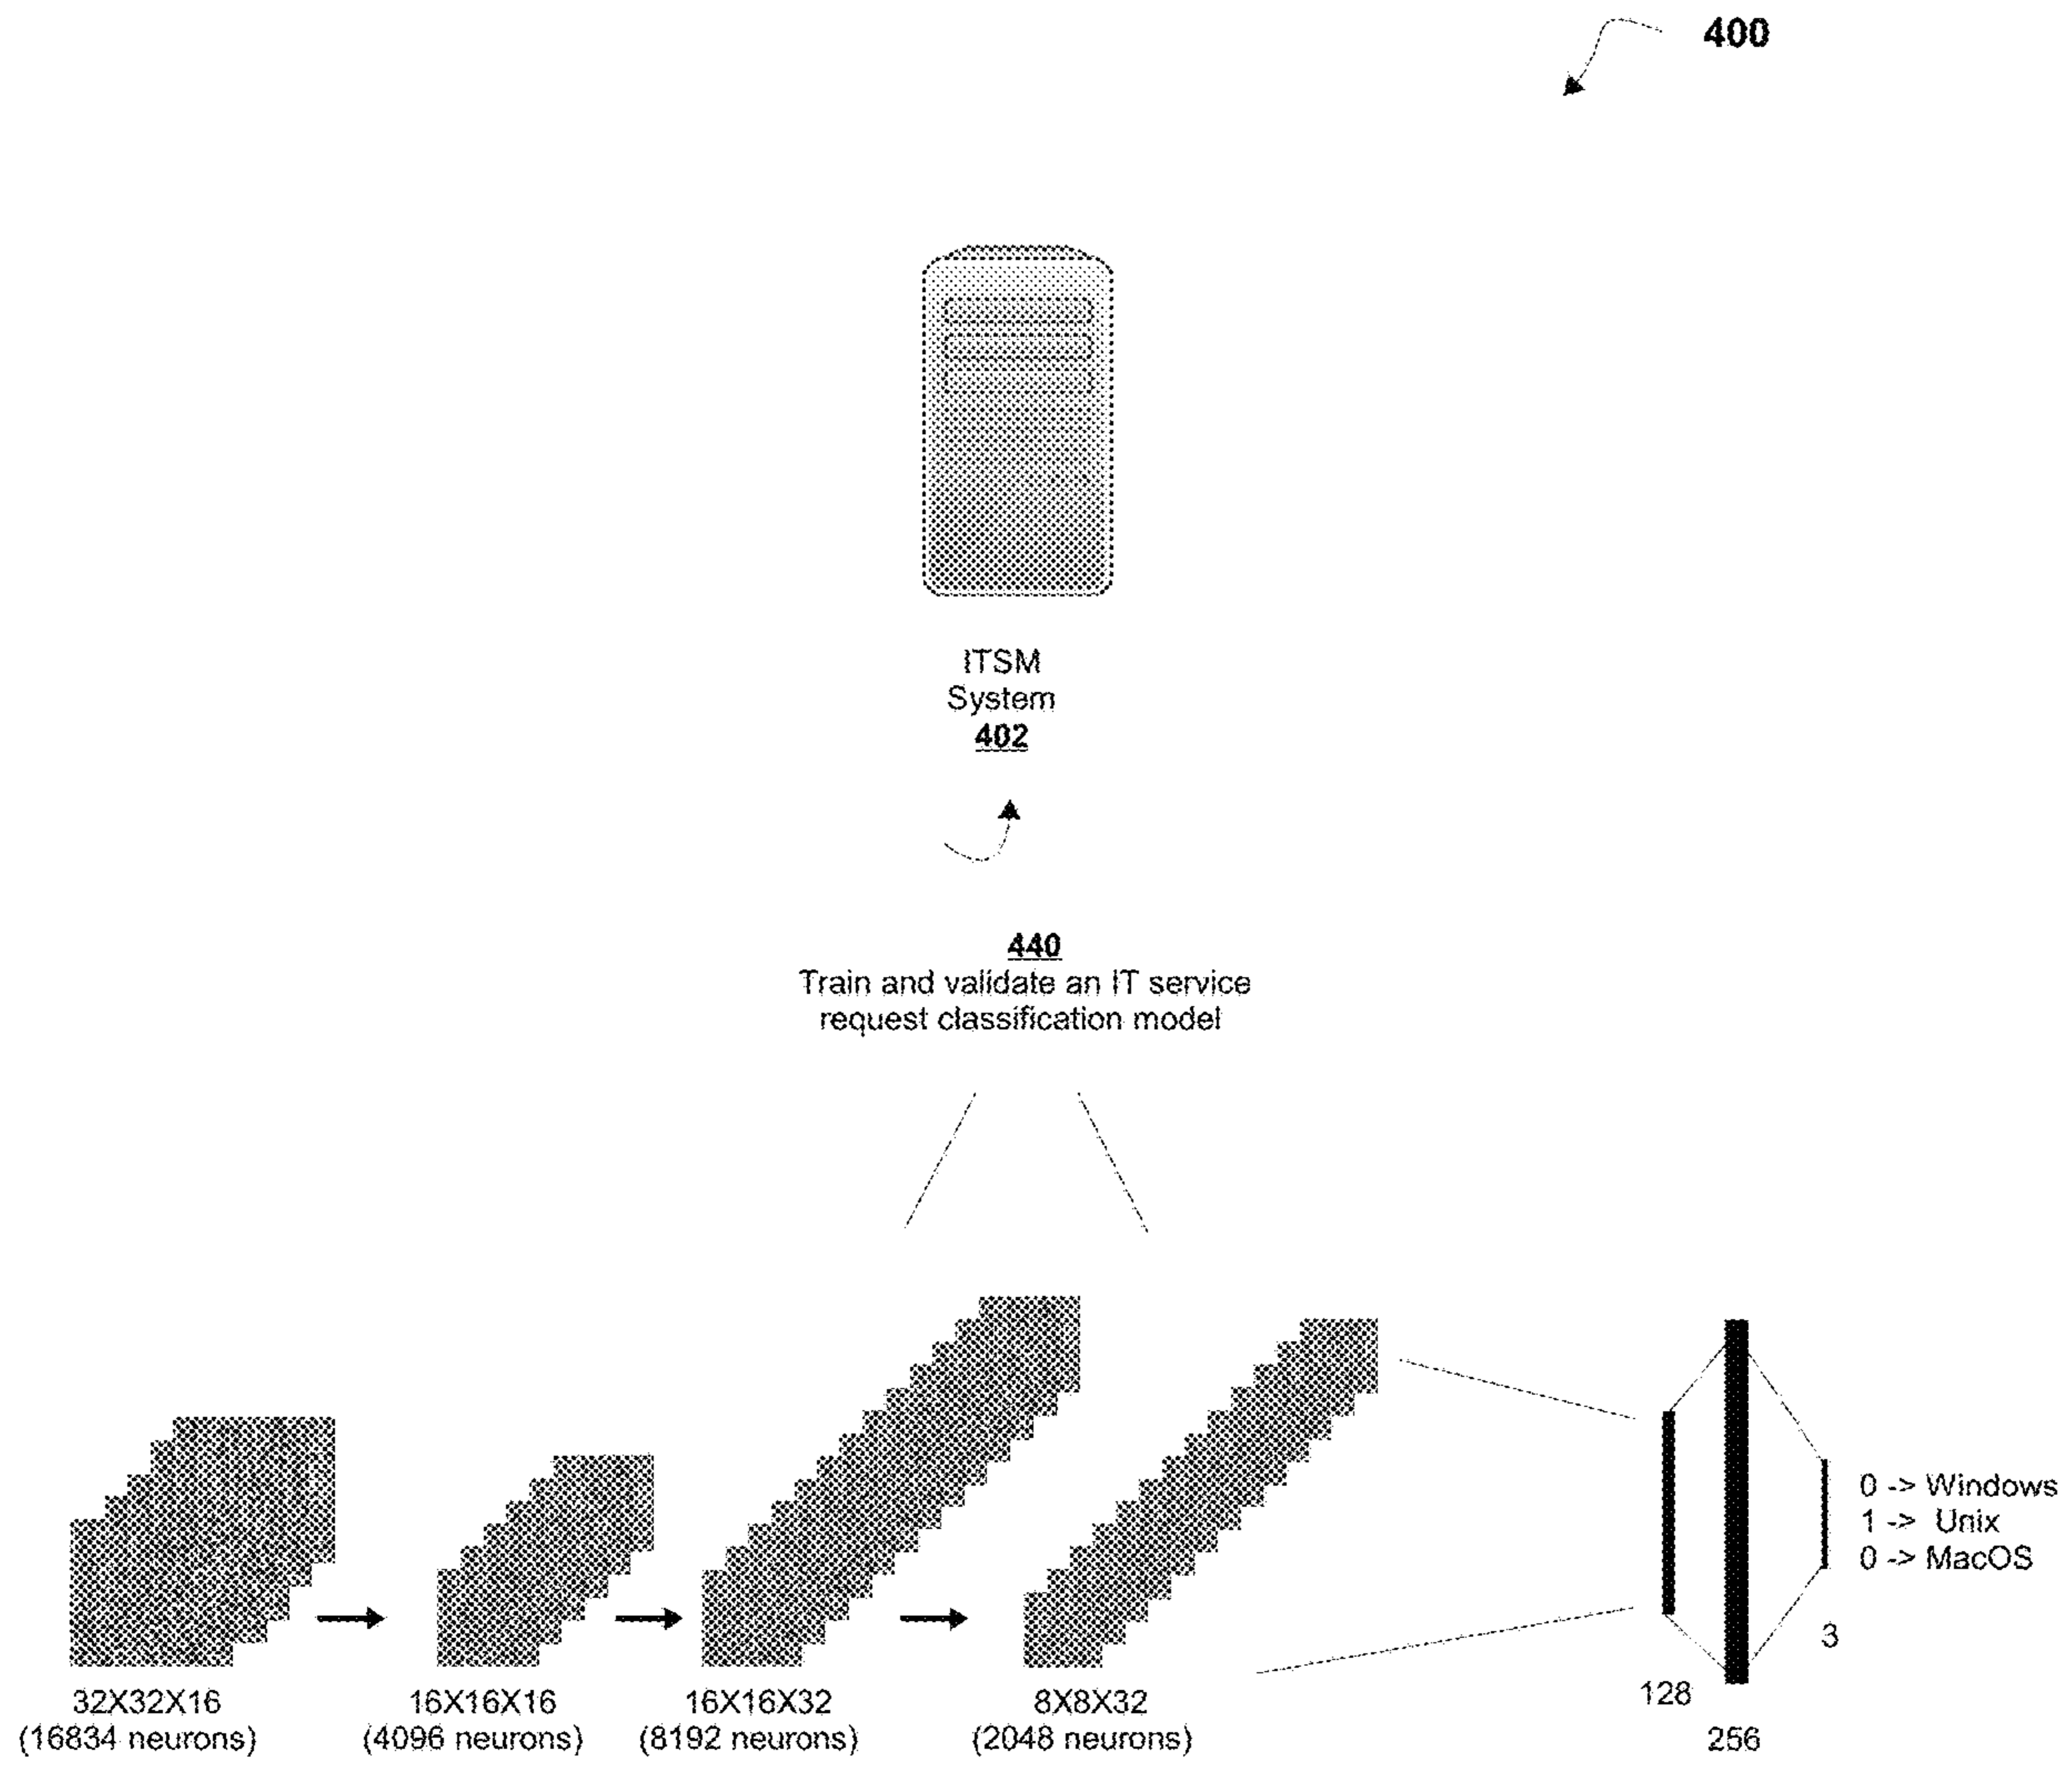 400
ITSM
System
402
440
Train and validate an IT service
request classification model
0 -> Windows
1 -> Unix
0 -> MacOS
3
128
256
32X32X16
(16834 neurons)
16X16X16
(4096 neurons)
16X16X32
(8192 neurons)
8X8X32
(2048 neurons)